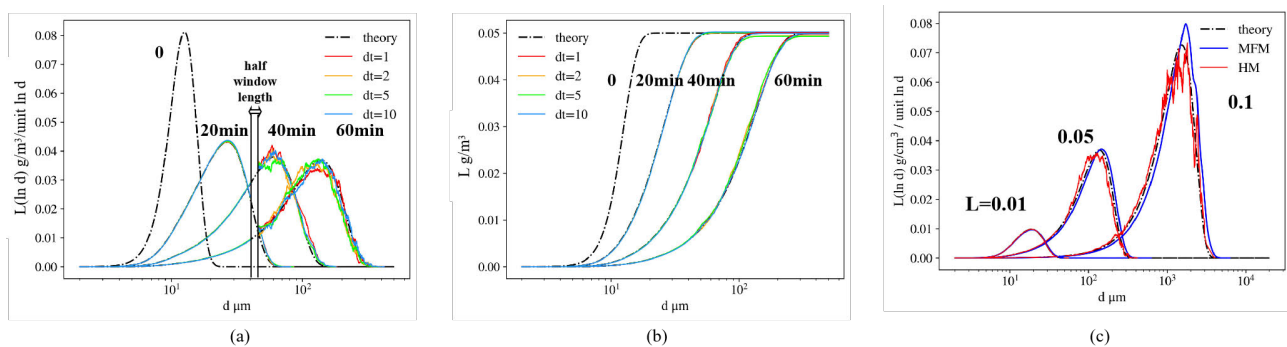 L(ln d) g/m³/unit ln d
0.08
0.07
0.06
0.05
0.04
0.03
0.02
0.01
0.00
0
half
window
length
20min
40min
60min
theory
dt=1
dt=2
dt=5
dt=10
10¹
10²
d μm
(a)
L g/m³
0.05
0.04
0.03
0.02
0.01
0.00
theory
dt=1
dt=2
dt=5
dt=10
0
20min
40min
60min
10¹
10²
d μm
(b)
L(ln d) g/cm³ / unit ln d
0.08
0.07
0.06
0.05
0.04
0.03
0.02
0.01
0.00
theory
MFM
HM
0.1
0.05
L=0.01
10¹
10²
10³
10⁴
d μm
(c)